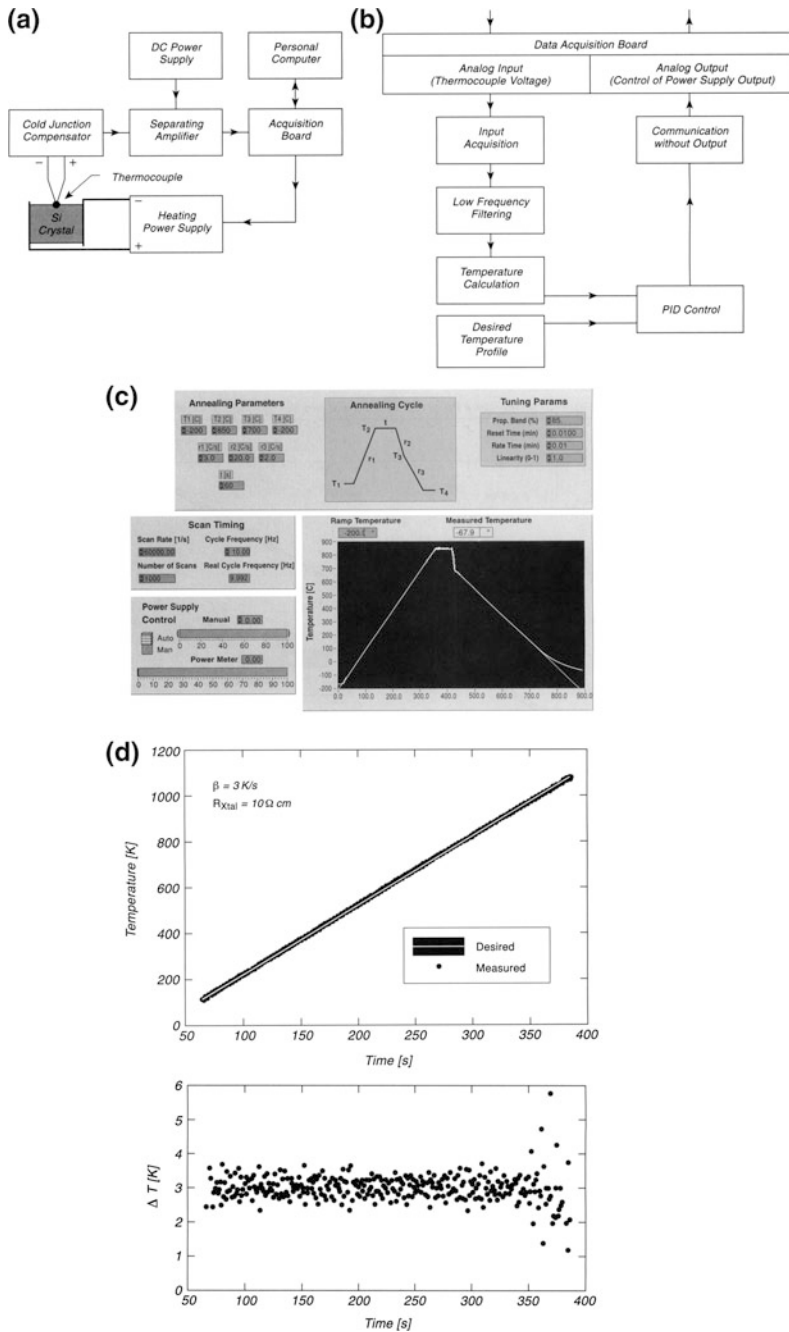 (a)
DC Power
Supply
Personal
Computer
Cold Junction
Compensator
Separating
Amplifier
Acquisition
Board
− +
Thermocouple
Si
Crystal
−
Heating
Power Supply
+
(b)
Data Acquisition Board
Analog Input
(Thermocouple Voltage)
Analog Output
(Control of Power Supply Output)
Input
Acquisition
Communication
without Output
Low Frequency
Filtering
Temperature
Calculation
PID Control
Desired
Temperature
Profile
(c)
Annealing Parameters
T1 [C] T2 [C] T3 [C] T4 [C]
-200 850 700 -200
r1 [C/s] r2 [C/s] r3 [C/s]
3.0 20.0 2.0
t [s]
60
Annealing Cycle
t
T2
r2
r1
T3
r3
T1
T4
Tuning Params
Prop. Band (%) 65.
Reset Time (min) 0.0100
Rate Time (min) 0.01
Linearity (0-1) 1.0
Scan Timing
Scan Rate [1/s] Cycle Frequency [Hz]
60000.00 10.00
Number of Scans Real Cycle Frequency [Hz]
1000 9.992
Power Supply
Control Manual 0.00
Auto
Man
0 20 40 60 80 100
Power Meter 0.00
0 10 20 30 40 50 60 70 80 90 100
Ramp Temperature Measured Temperature
-200.0 ° -67.9 °
Temperature [C]
900
800
700
600
500
400
300
200
100
0
-100
-200
0.0 100.0 200.0 300.0 400.0 500.0 600.0 700.0 800.0 900.0
(d)
Temperature [K]
1200
1000
800
600
400
200
0
β = 3 K/s
RXtal = 10 Ω cm
Desired
Measured
50 100 150 200 250 300 350 400
Time [s]
Δ T [K]
6
5
4
3
2
1
0
50 100 150 200 250 300 350 400
Time [s]